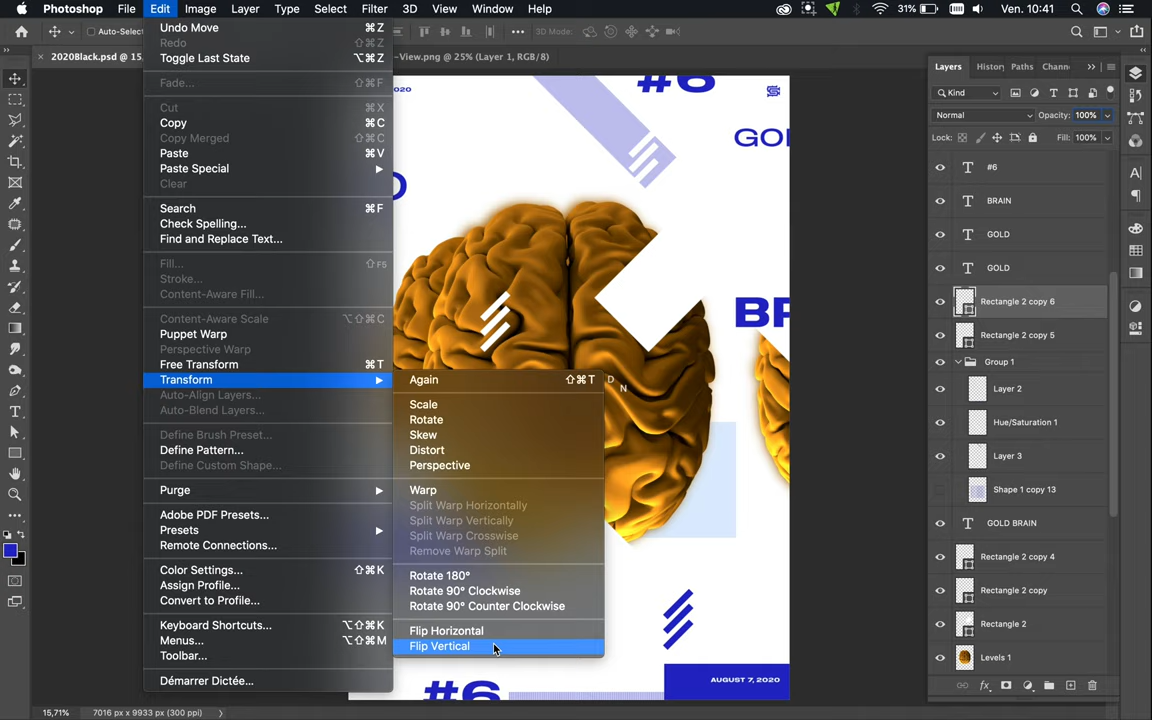 Photoshop File Edit Image Layer Type Select Filter 3D View Window Help 31% Ven. 10:41
Auto-Selec 3D Mode:
2020Black.psd @ 15, -View.png @ 25% (Layer 1, RGB/8)
Undo Move ⌘Z
Redo ⌘Z
Toggle Last State ⌥⌘Z
Fade... ⇧⌘F
Cut ⌘X
Copy ⌘C
Copy Merged ⇧⌘C
Paste ⌘V
Paste Special
Clear
Search ⌘F
Check Spelling...
Find and Replace Text...
Fill... ⇧F5
Stroke...
Content-Aware Fill...
Content-Aware Scale ⌥⇧⌘C
Puppet Warp
Perspective Warp
Free Transform ⌘T
Transform
Auto-Align Layers...
Auto-Blend Layers...
Define Brush Preset...
Define Pattern...
Define Custom Shape...
Purge
Adobe PDF Presets...
Presets
Remote Connections...
Color Settings... ⇧⌘K
Assign Profile...
Convert to Profile...
Keyboard Shortcuts... ⌥⇧⌘K
Menus... ⌥⇧⌘M
Toolbar...
Démarrer Dictée...
Again ⇧⌘T
Scale
Rotate
Skew
Distort
Perspective
Warp
Split Warp Horizontally
Split Warp Vertically
Split Warp Crosswise
Remove Warp Split
Rotate 180°
Rotate 90° Clockwise
Rotate 90° Counter Clockwise
Flip Horizontal
Flip Vertical
020
#6
GOL
D
BR
D
N
#6
AUGUST 7, 2020
Layers History Paths Chann
Kind
Normal Opacity: 100%
Lock: Fill: 100%
#6
BRAIN
GOLD
GOLD
Rectangle 2 copy 6
Rectangle 2 copy 5
Group 1
Layer 2
Hue/Saturation 1
Layer 3
Shape 1 copy 13
GOLD BRAIN
Rectangle 2 copy 4
Rectangle 2 copy
Rectangle 2
Levels 1
15,71% 7016 px x 9933 px (300 ppi)